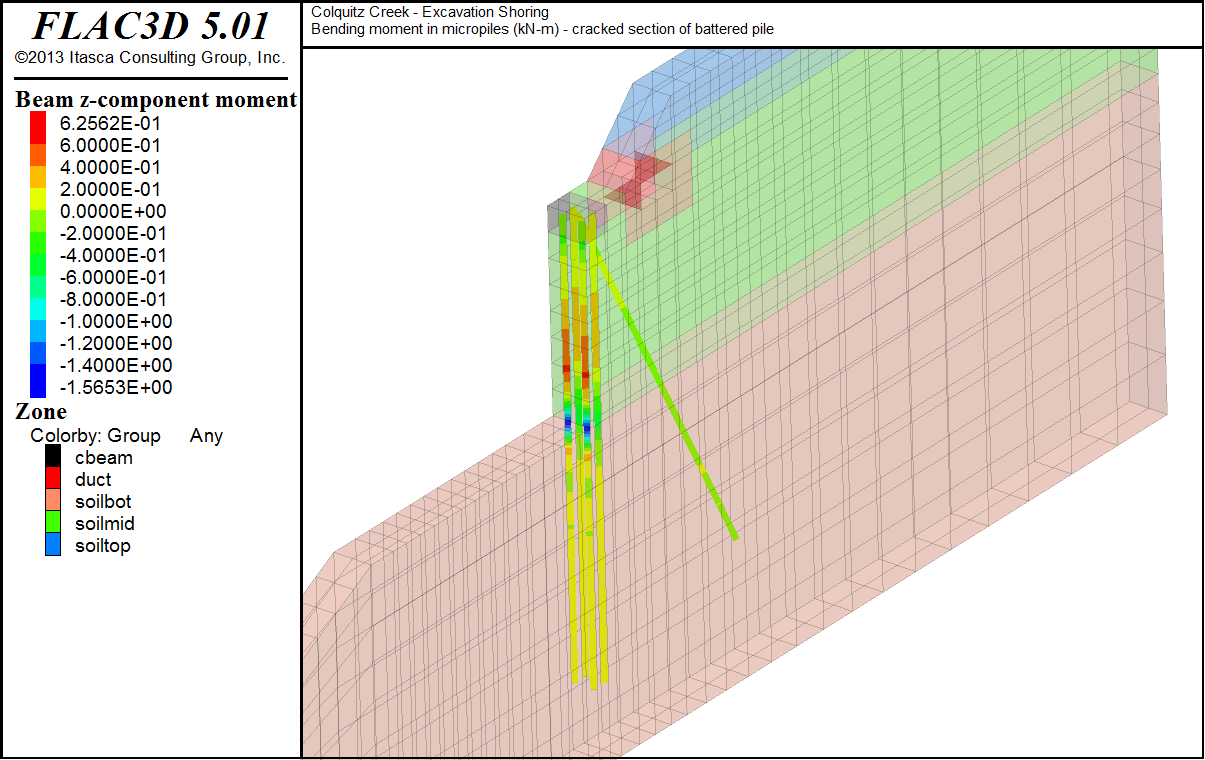 FLAC3D 5.01
©2013 Itasca Consulting Group, Inc.
Colquitz Creek - Excavation Shoring
Bending moment in micropiles (kN-m) - cracked section of battered pile
Beam z-component moment
6.2562E-01
6.0000E-01
4.0000E-01
2.0000E-01
0.0000E+00
-2.0000E-01
-4.0000E-01
-6.0000E-01
-8.0000E-01
-1.0000E+00
-1.2000E+00
-1.4000E+00
-1.5653E+00
Zone
Colorby: Group Any
cbeam
duct
soilbot
soilmid
soiltop